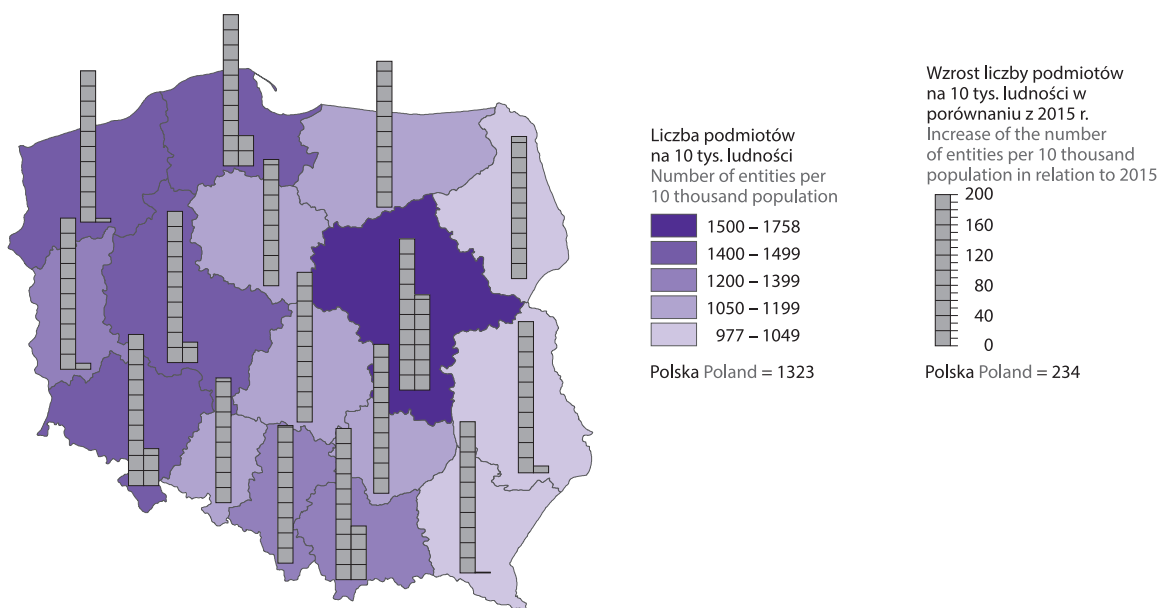 Liczba podmiotów
na 10 tys. ludności
Number of entities per
10 thousand population
1500 – 1758
1400 – 1499
1200 – 1399
1050 – 1199
977 – 1049
Polska Poland = 1323
Wzrost liczby podmiotów
na 10 tys. ludności w
porównaniu z 2015 r.
Increase of the number
of entities per 10 thousand
population in relation to 2015
200
160
120
80
40
0
Polska Poland = 234